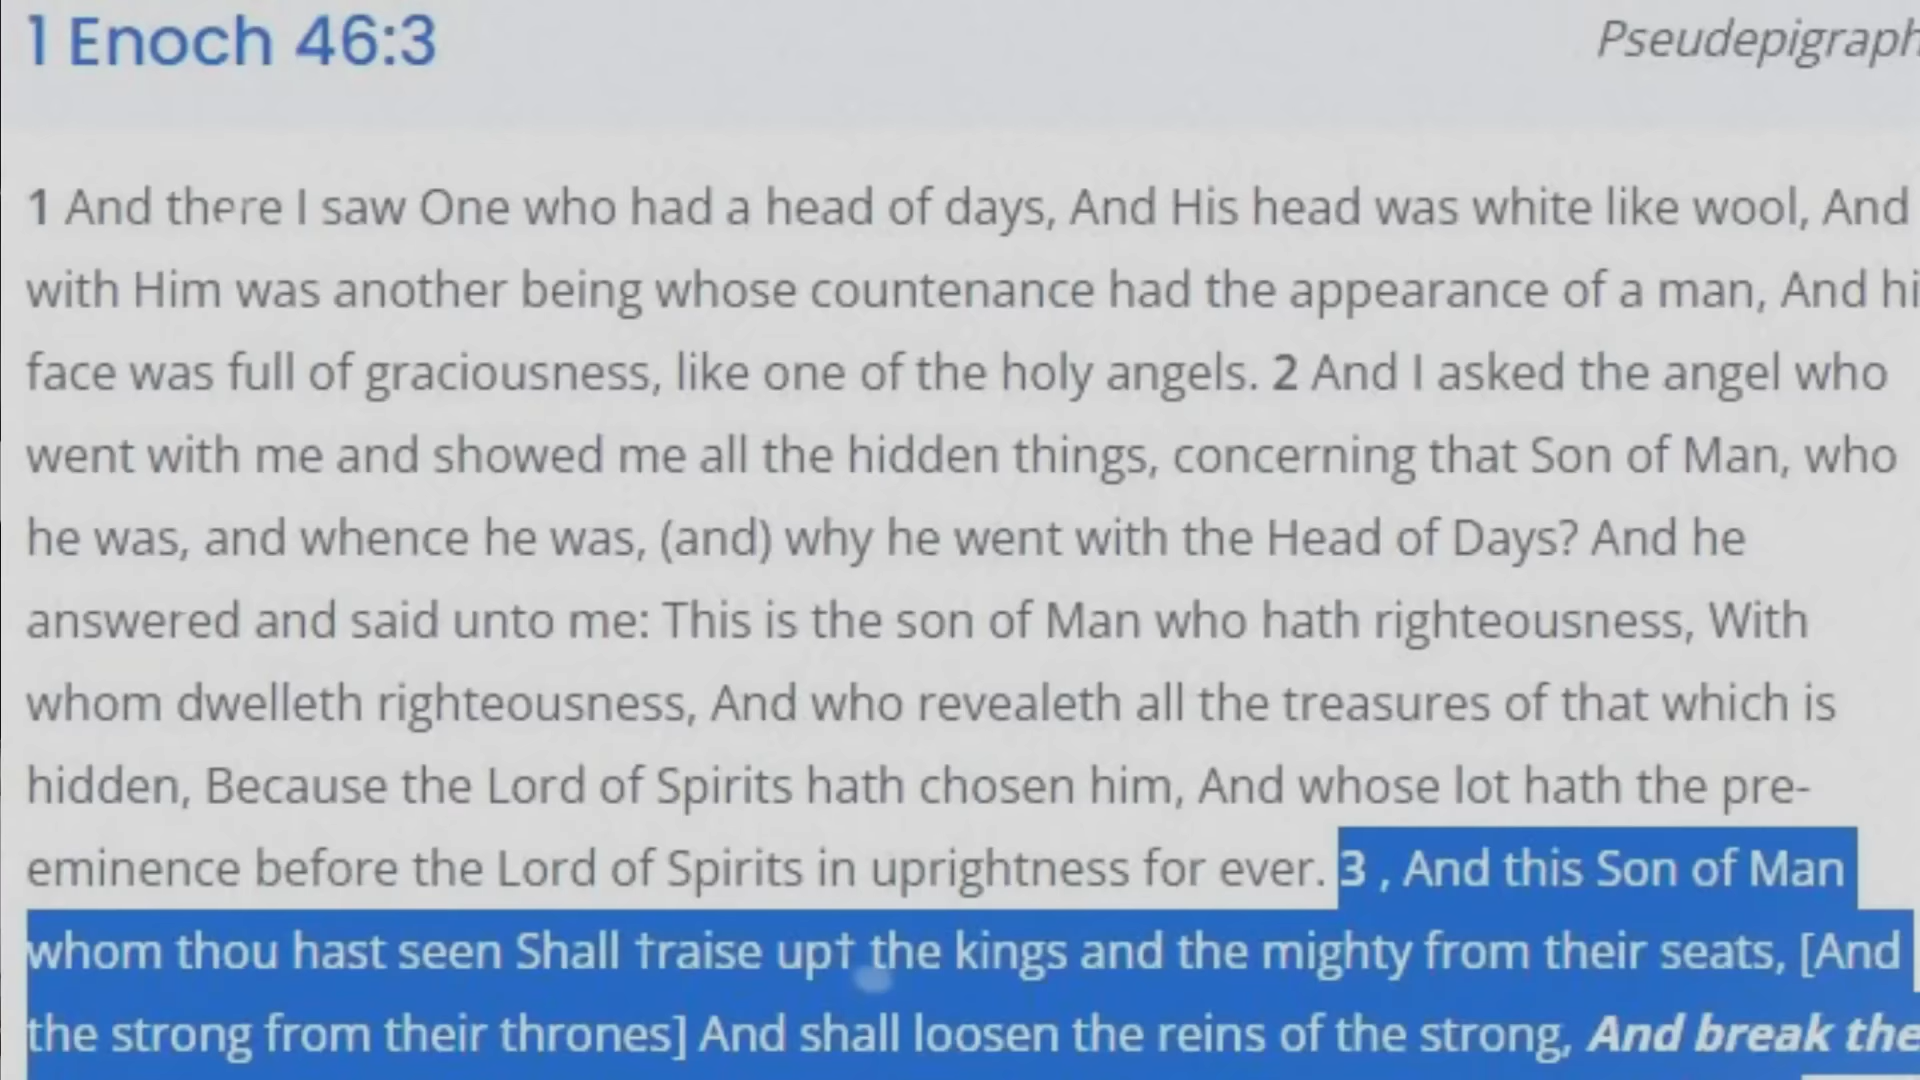 1 Enoch 46:3
Pseudepigraph
1 And there I saw One who had a head of days, And His head was white like wool, And
with Him was another being whose countenance had the appearance of a man, And hi
face was full of graciousness, like one of the holy angels. 2 And I asked the angel who
went with me and showed me all the hidden things, concerning that Son of Man, who
he was, and whence he was, (and) why he went with the Head of Days? And he
answered and said unto me: This is the son of Man who hath righteousness, With
whom dwelleth righteousness, And who revealeth all the treasures of that which is
hidden, Because the Lord of Spirits hath chosen him, And whose lot hath the pre-
eminence before the Lord of Spirits in uprightness for ever. 3 , And this Son of Man
whom thou hast seen Shall †raise up† the kings and the mighty from their seats, [And
the strong from their thrones] And shall loosen the reins of the strong, And break the